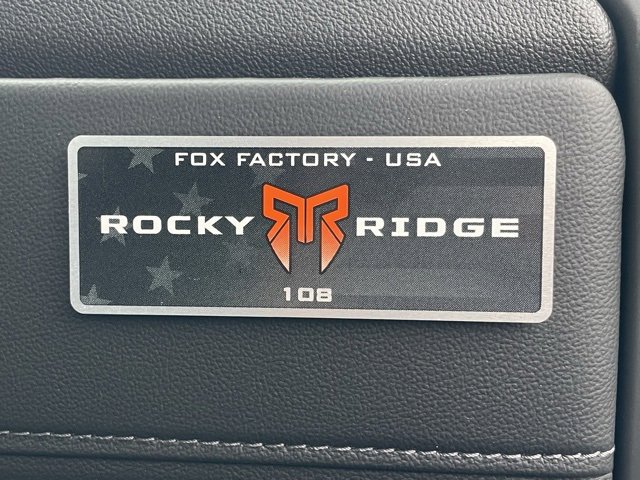 FOX FACTORY - USA
ROCKY RIDGE
108